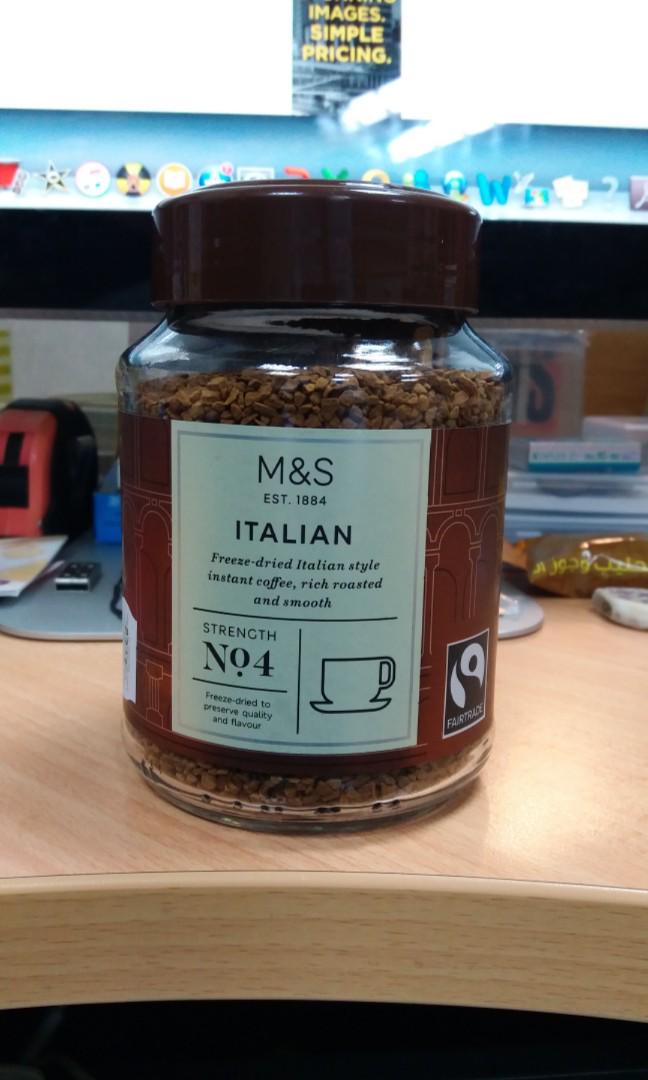 IMAGES.
SIMPLE
PRICING.
M&S
EST. 1884
ITALIAN
Freeze-dried Italian style
instant coffee, rich roasted
and smooth
STRENGTH
No4
Freeze-dried to
preserve quality
and flavour
FAIRTRADE